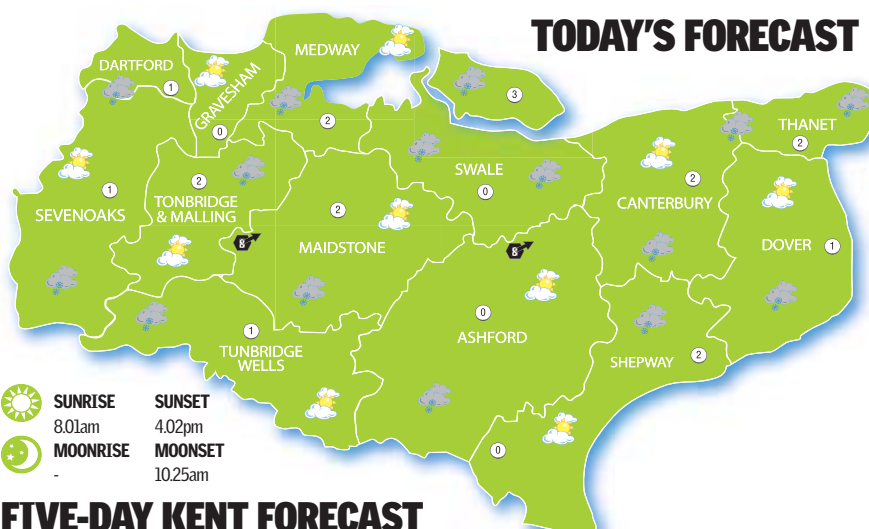 TODAY'S FORECAST
MEDWAY
DARTFORD
1
GRAVESHAM
0
2
3
THANET
2
SWALE
0
2
CANTERBURY
1
SEVENOAKS
2
TONBRIDGE
& MALLING
2
MAIDSTONE
8
8
DOVER
1
0
ASHFORD
1
TUNBRIDGE
WELLS
SHEPWAY
2
0
SUNRISE SUNSET
8.01am 4.02pm
MOONRISE MOONSET
- 10.25am
FIVE-DAY KENT FORECAST